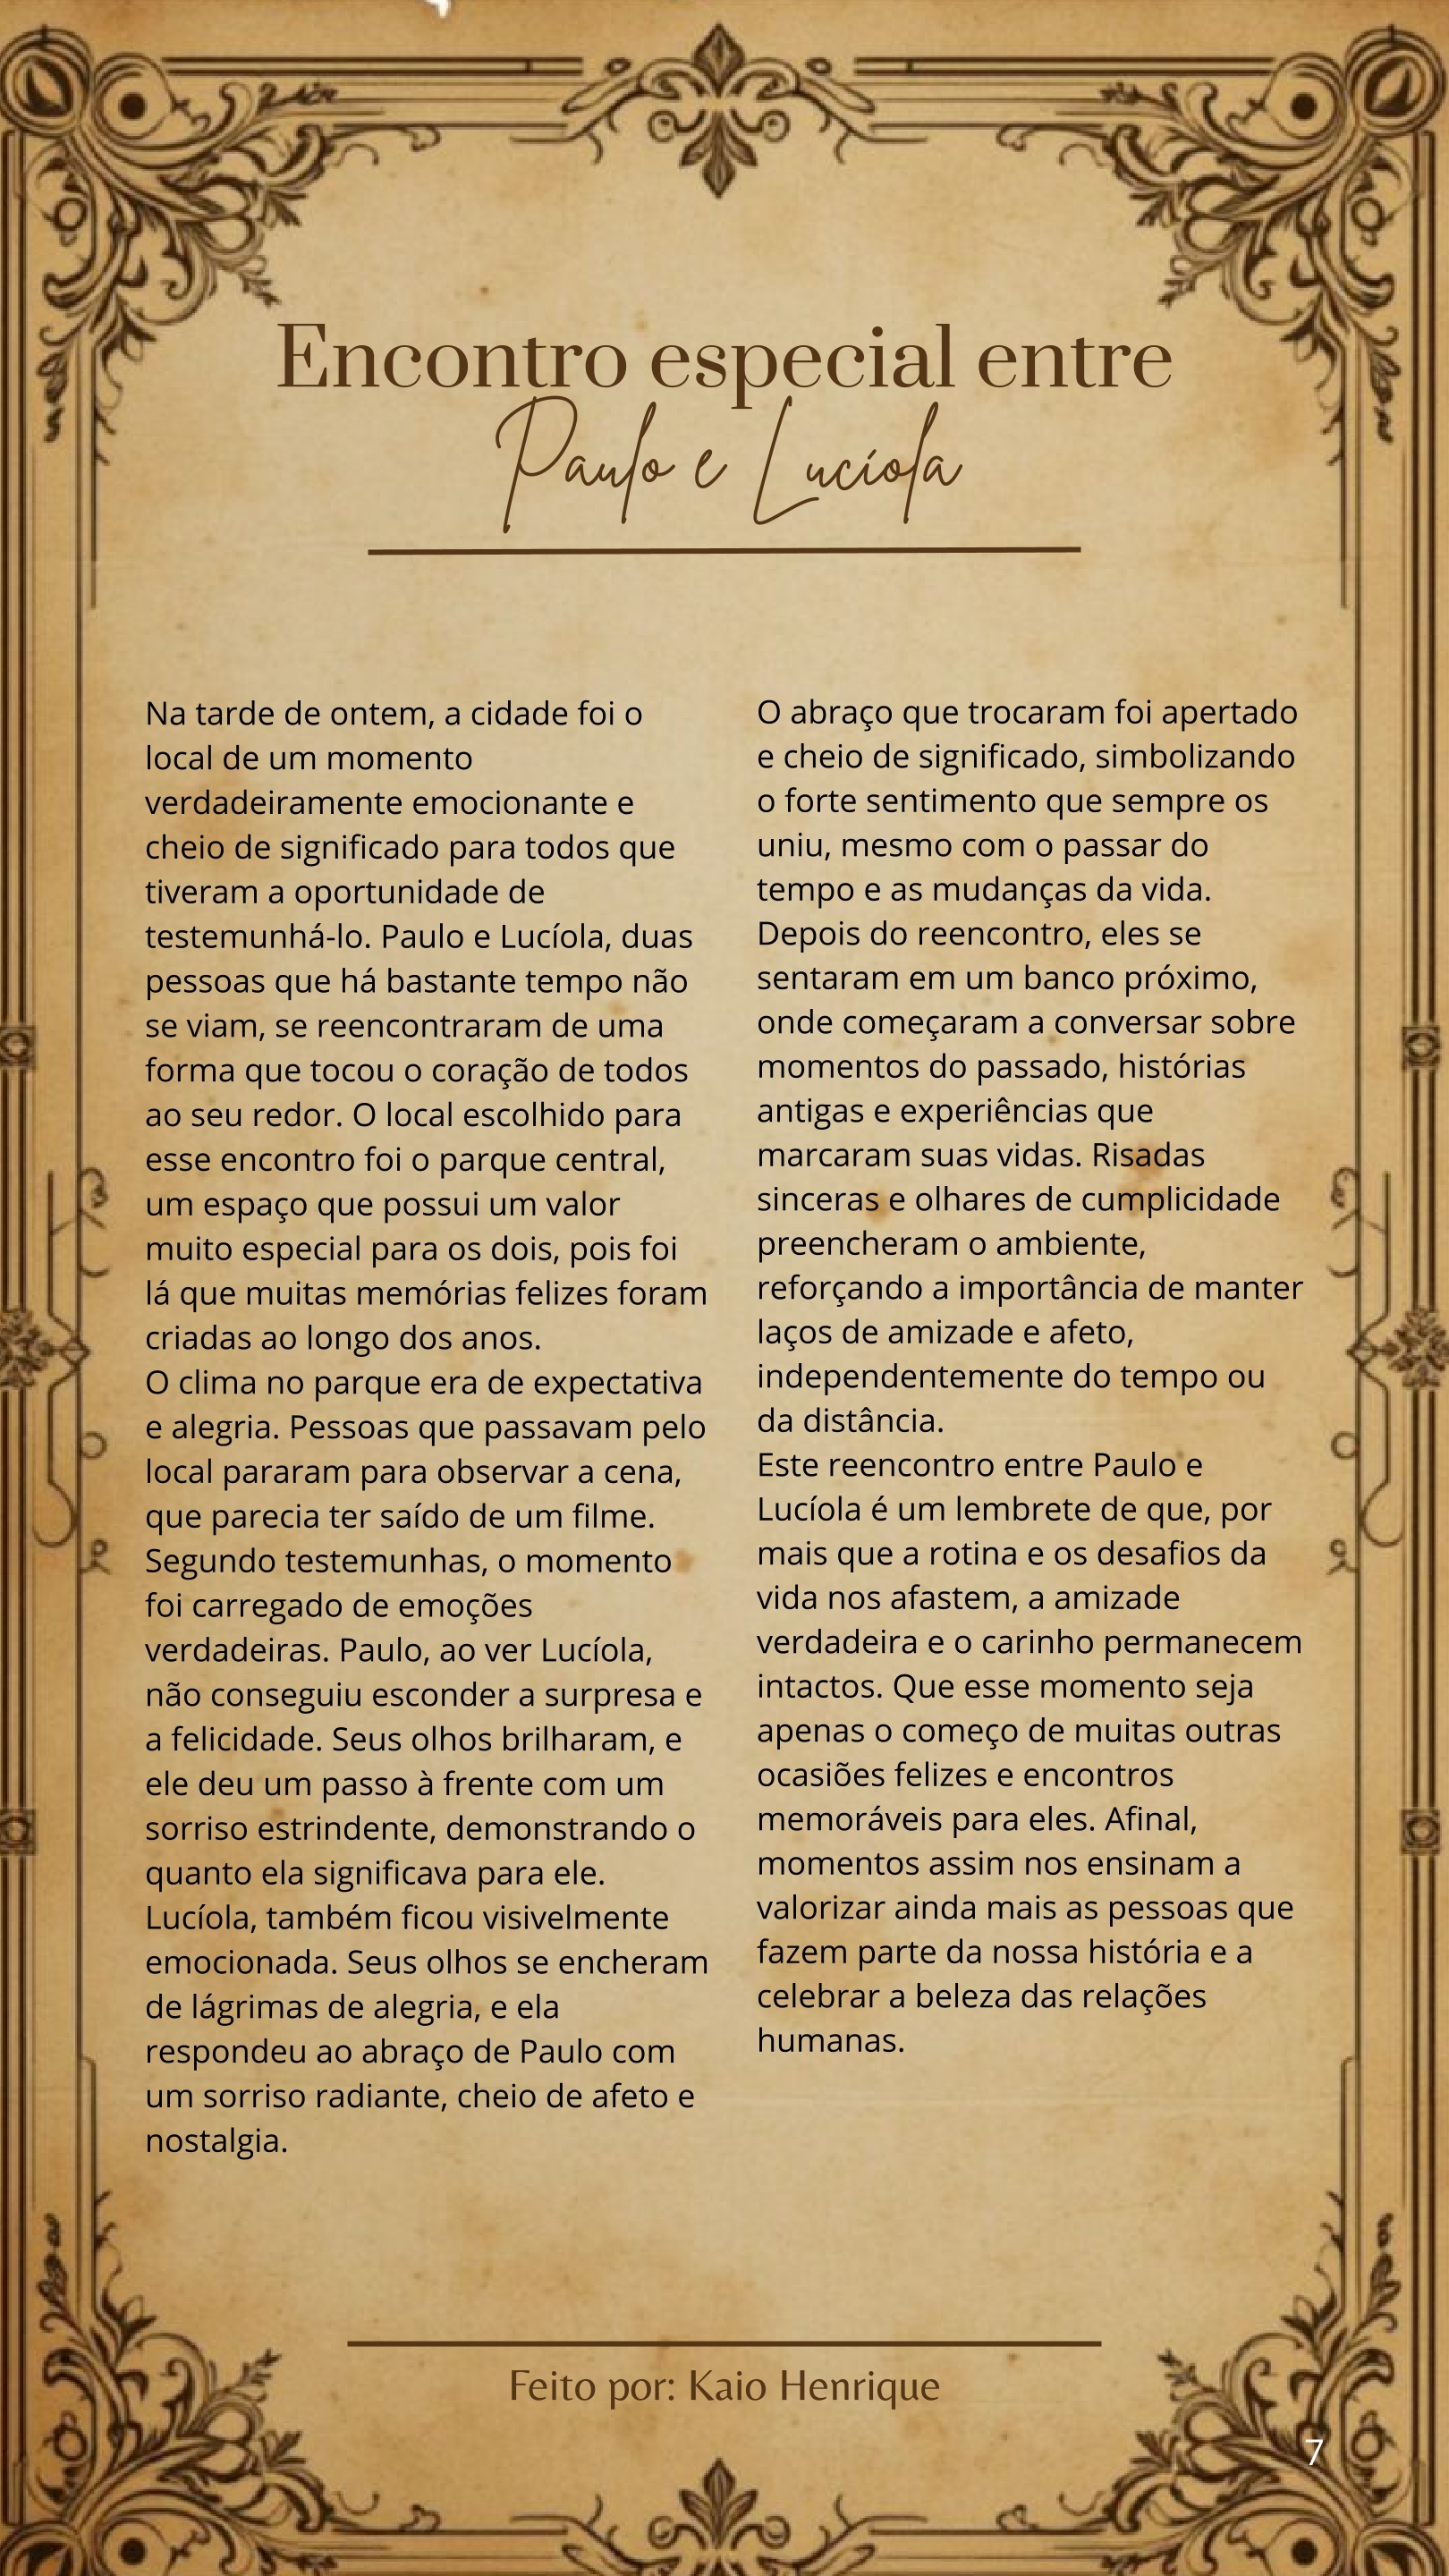 Encontro especial entre
Paulo e Lucíola
Na tarde de ontem, a cidade foi o
local de um momento
verdadeiramente emocionante e
cheio de significado para todos que
tiveram a oportunidade de
testemunhá-lo. Paulo e Lucíola, duas
pessoas que há bastante tempo não
se viam, se reencontraram de uma
forma que tocou o coração de todos
ao seu redor. O local escolhido para
esse encontro foi o parque central,
um espaço que possui um valor
muito especial para os dois, pois foi
lá que muitas memórias felizes foram
criadas ao longo dos anos.
O clima no parque era de expectativa
e alegria. Pessoas que passavam pelo
local pararam para observar a cena,
que parecia ter saído de um filme.
Segundo testemunhas, o momento
foi carregado de emoções
verdadeiras. Paulo, ao ver Lucíola,
não conseguiu esconder a surpresa e
a felicidade. Seus olhos brilharam, e
ele deu um passo à frente com um
sorriso estrindente, demonstrando o
quanto ela significava para ele.
Lucíola, também ficou visivelmente
emocionada. Seus olhos se encheram
de lágrimas de alegria, e ela
respondeu ao abraço de Paulo com
um sorriso radiante, cheio de afeto e
nostalgia.
O abraço que trocaram foi apertado
e cheio de significado, simbolizando
o forte sentimento que sempre os
uniu, mesmo com o passar do
tempo e as mudanças da vida.
Depois do reencontro, eles se
sentaram em um banco próximo,
onde começaram a conversar sobre
momentos do passado, histórias
antigas e experiências que
marcaram suas vidas. Risadas
sinceras e olhares de cumplicidade
preencheram o ambiente,
reforçando a importância de manter
laços de amizade e afeto,
independentemente do tempo ou
da distância.
Este reencontro entre Paulo e
Lucíola é um lembrete de que, por
mais que a rotina e os desafios da
vida nos afastem, a amizade
verdadeira e o carinho permanecem
intactos. Que esse momento seja
apenas o começo de muitas outras
ocasiões felizes e encontros
memoráveis para eles. Afinal,
momentos assim nos ensinam a
valorizar ainda mais as pessoas que
fazem parte da nossa história e a
celebrar a beleza das relações
humanas.
Feito por: Kaio Henrique
7